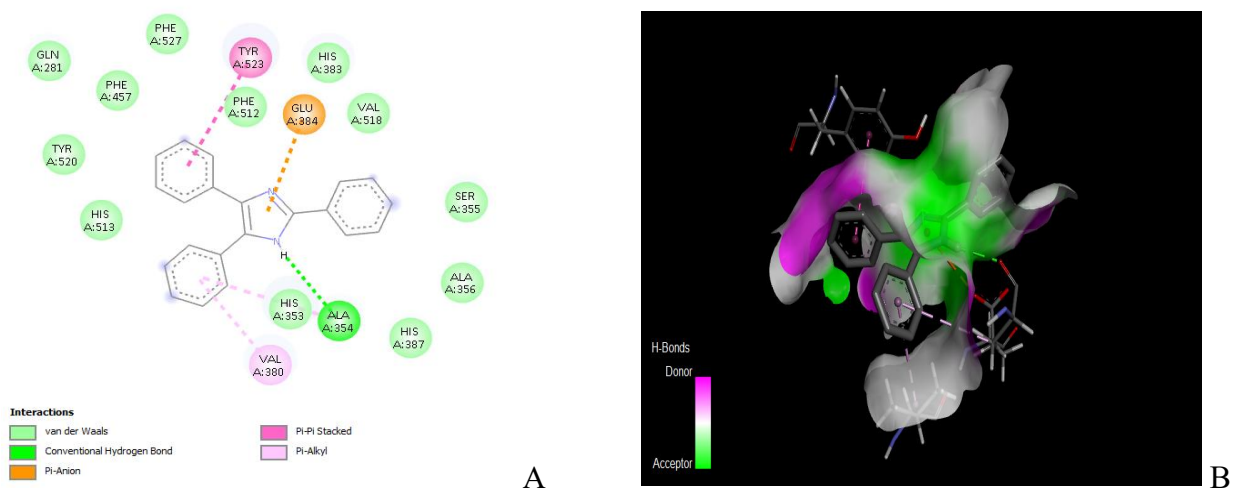 PHE
A:527
TYR
A:523
HIS
A:383
GLN
A:281
PHE
A:457
PHE
A:512
GLU
A:384
VAL
A:518
TYR
A:520
N
SER
A:355
HIS
A:513
N
H
ALA
A:356
HIS
A:353
ALA
A:354
HIS
A:387
VAL
A:380
Interactions
van der Waals
Conventional Hydrogen Bond
Pi-Anion
Pi-Pi Stacked
Pi-Alkyl
A
H-Bonds
Donor
Acceptor
B